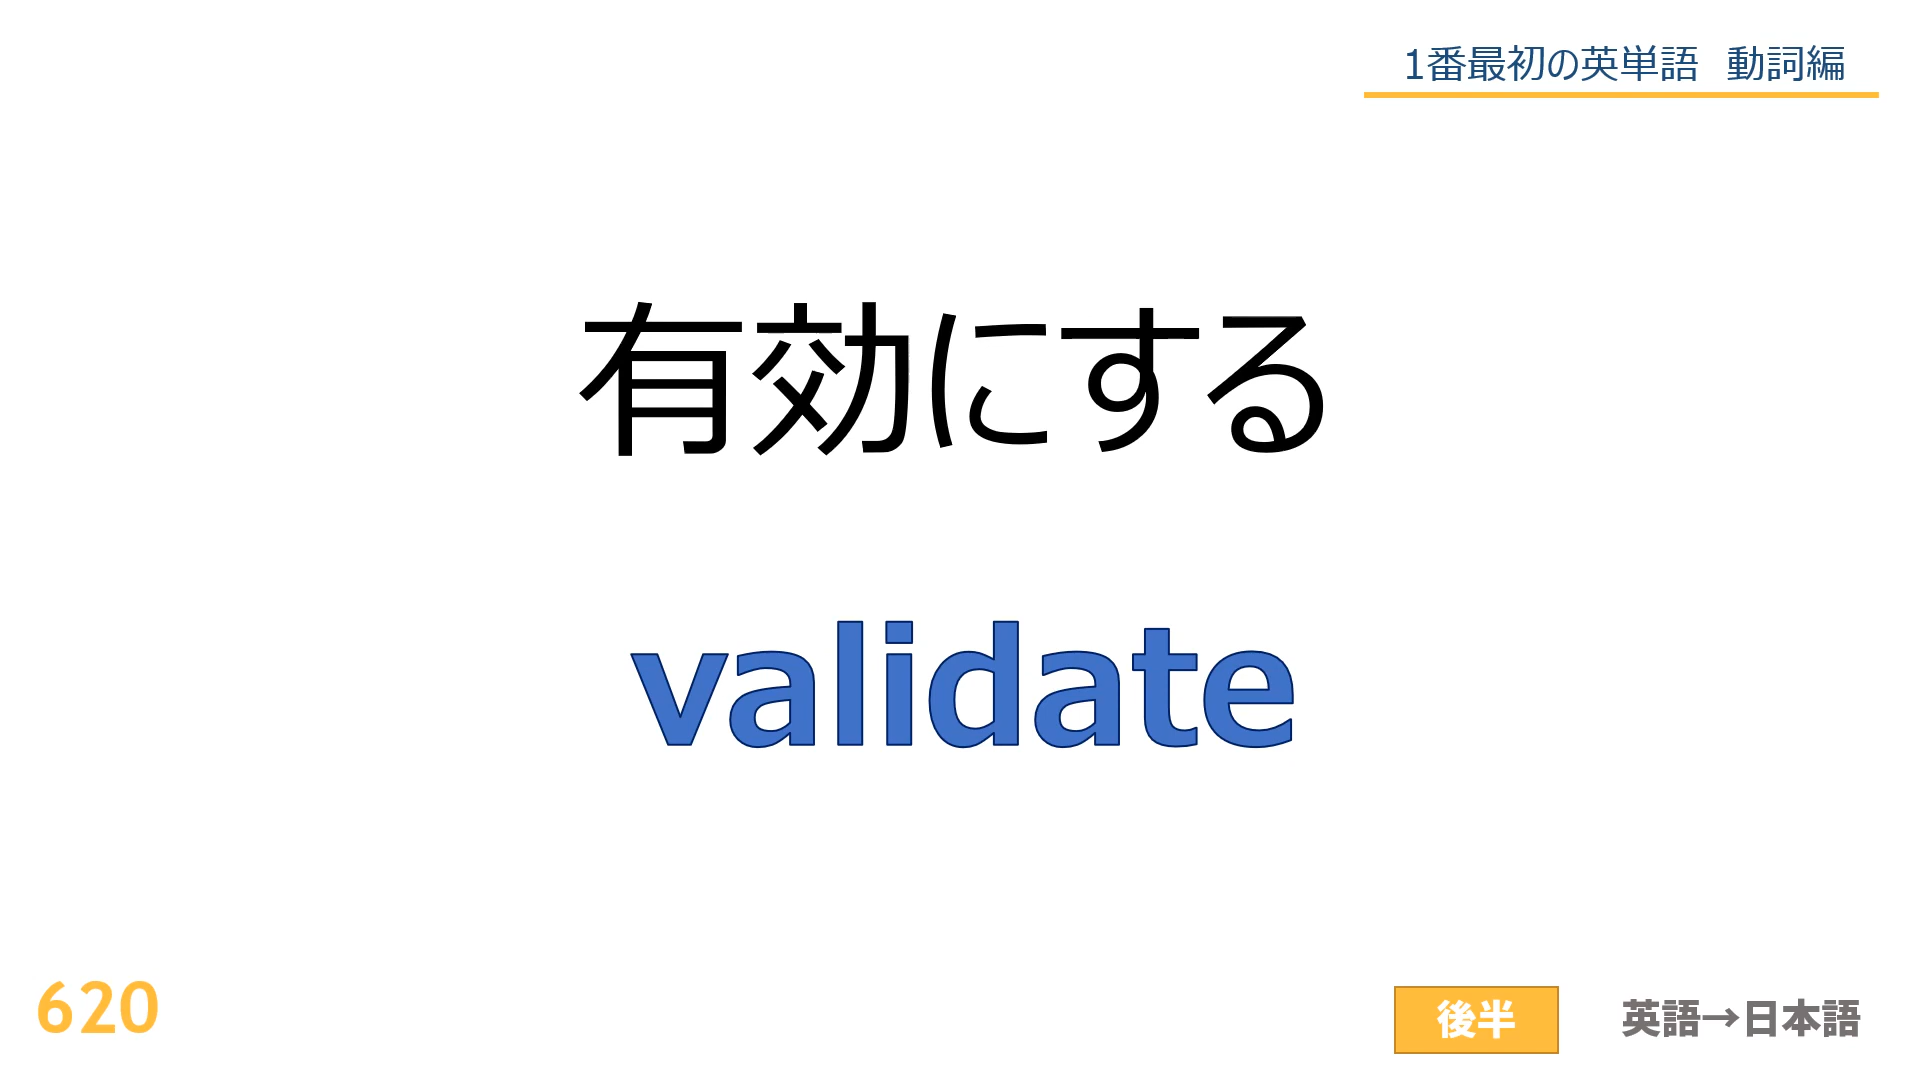 1番最初の英単語　動詞編
有効にする
validate
620
後半
英語→日本語